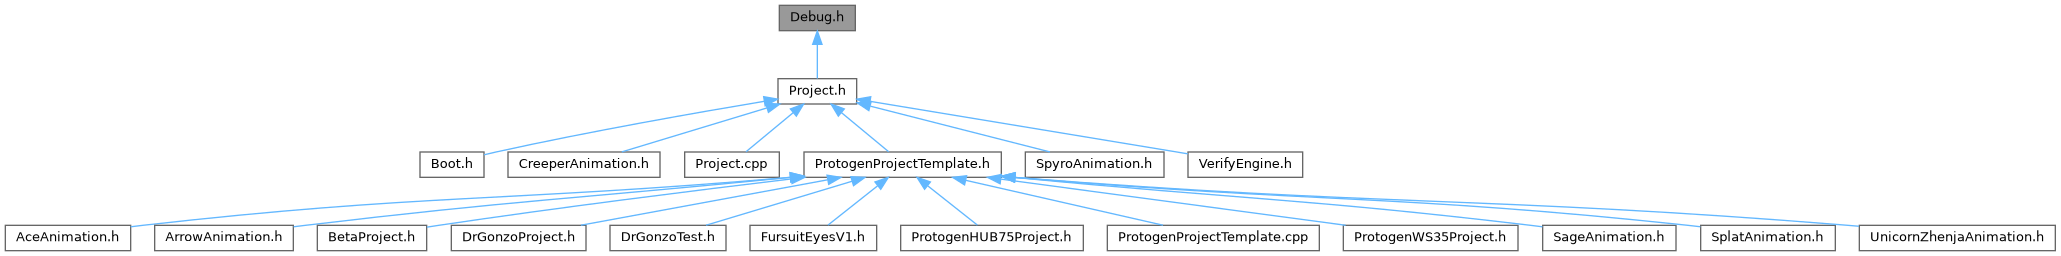 Debug.h
Project.h
Boot.h
CreeperAnimation.h
Project.cpp
ProtogenProjectTemplate.h
SpyroAnimation.h
VerifyEngine.h
AceAnimation.h
ArrowAnimation.h
BetaProject.h
DrGonzoProject.h
DrGonzoTest.h
FursuitEyesV1.h
ProtogenHUB75Project.h
ProtogenProjectTemplate.cpp
ProtogenWS35Project.h
SageAnimation.h
SplatAnimation.h
UnicornZhenjaAnimation.h